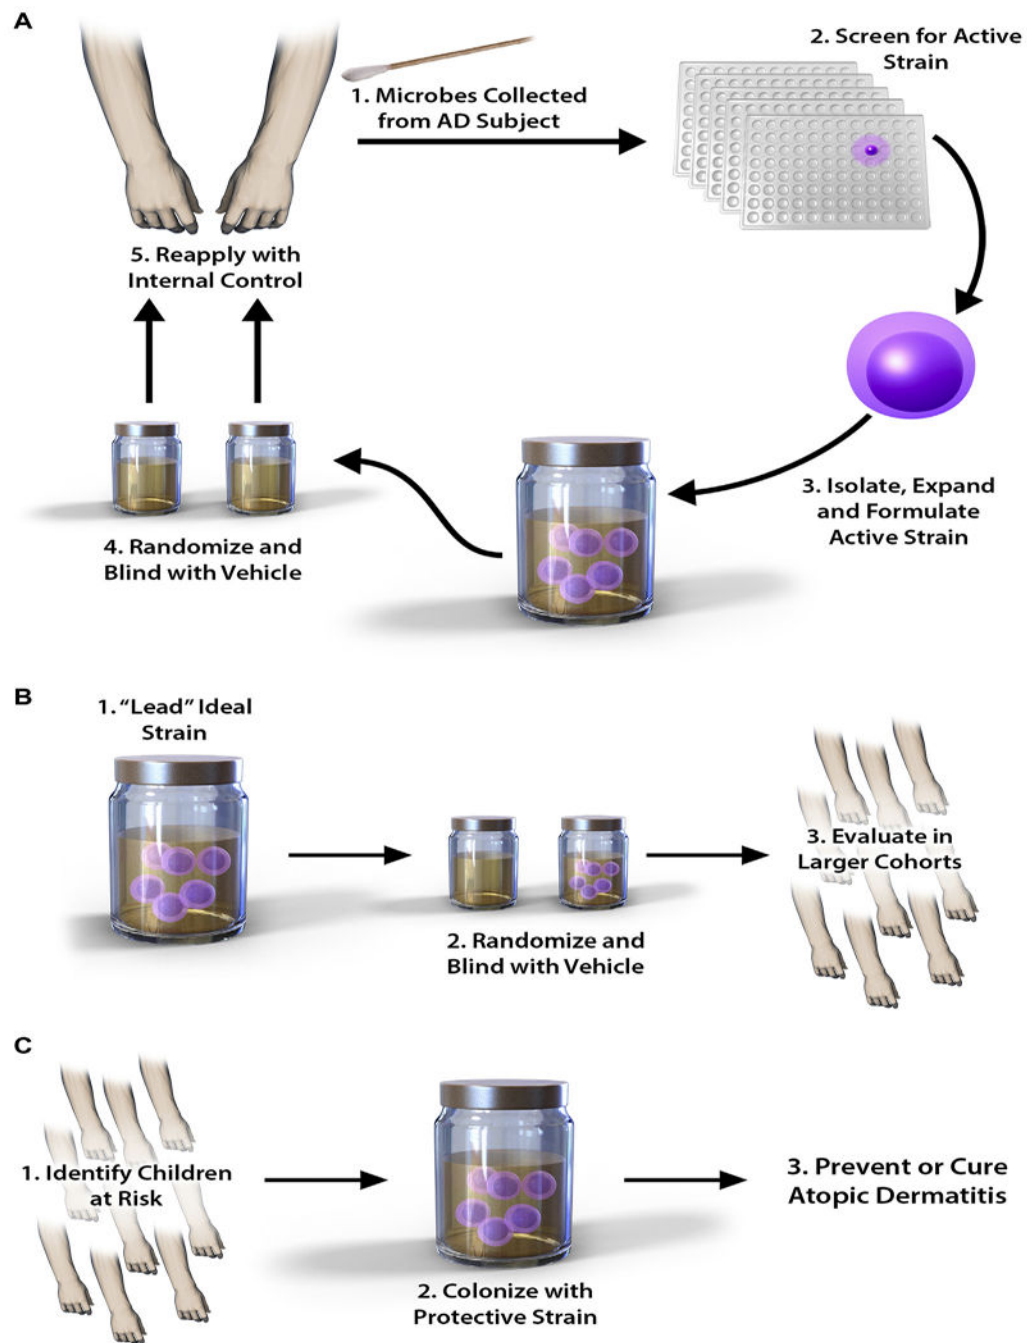 A
1. Microbes Collected
from AD Subject
2. Screen for Active
Strain
3. Isolate, Expand
and Formulate
Active Strain
4. Randomize and
Blind with Vehicle
5. Reapply with
Internal Control
B
1. “Lead” Ideal
Strain
2. Randomize and
Blind with Vehicle
3. Evaluate in
Larger Cohorts
C
1. Identify Children
at Risk
2. Colonize with
Protective Strain
3. Prevent or Cure
Atopic Dermatitis